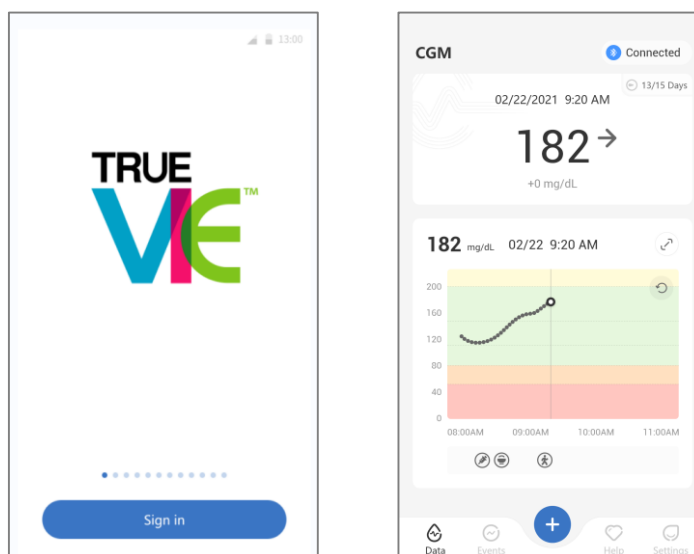 13:00
TRUE
VIE™
Sign in
CGM
Connected
13/15 Days
02/22/2021 9:20 AM
182
+0 mg/dL
182 mg/dL 02/22 9:20 AM
200
160
120
80
40
0
08:00AM 09:00AM 10:00AM 11:00AM
Data Events Help Settings